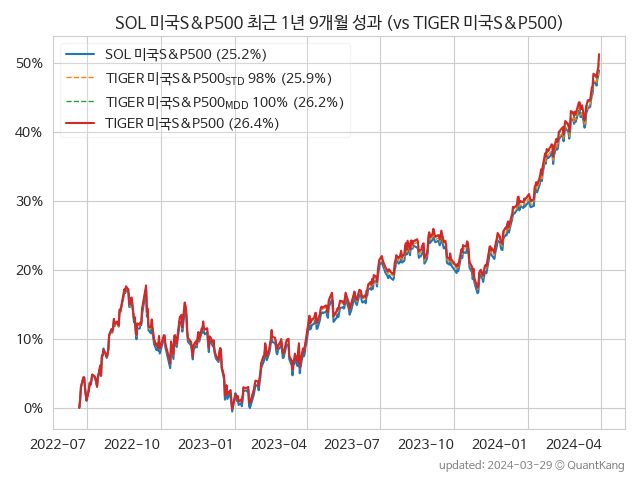 SOL 미국S&P500 최근 1년 9개월 성과 (vs TIGER 미국S&P500)
SOL 미국S&P500 (25.2%)
TIGER 미국S&P500STD 98% (25.9%)
TIGER 미국S&P500MDD 100% (26.2%)
TIGER 미국S&P500 (26.4%)
50%
40%
30%
20%
10%
0%
2022-07 2022-10 2023-01 2023-04 2023-07 2023-10 2024-01 2024-04
updated: 2024-03-29 © QuantKang